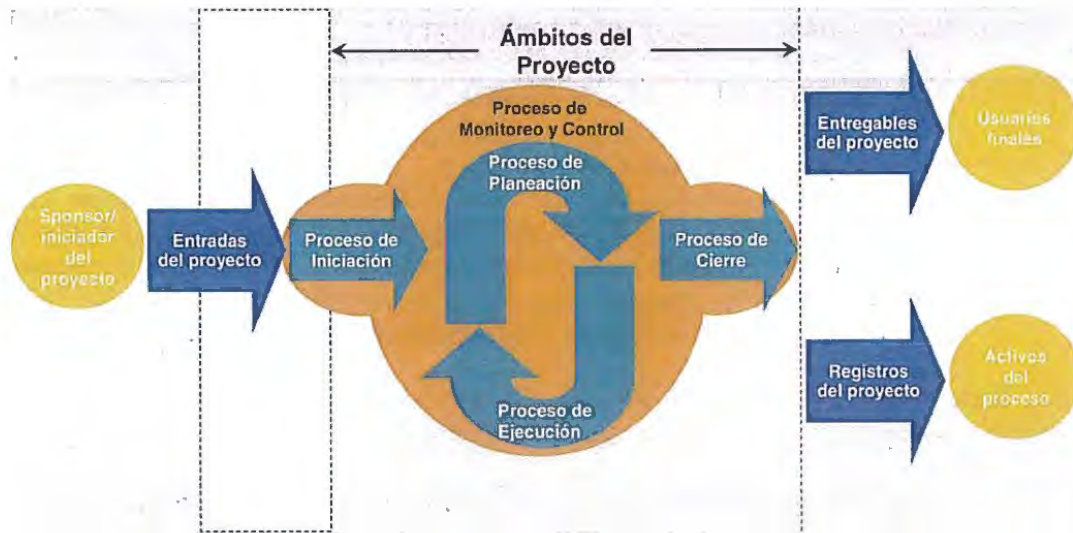 Ámbitos del
Proyecto
Proceso de
Monitoreo y Control
Proceso de
Planeación
Sponsor/
iniciador
del
proyecto
Entradas
del proyecto
Proceso de
Iniciación
Proceso de
Cierre
Proceso de
Ejecución
Entregables
del proyecto
Usuarios
finales
Registros
del proyecto
Activos
del
proceso